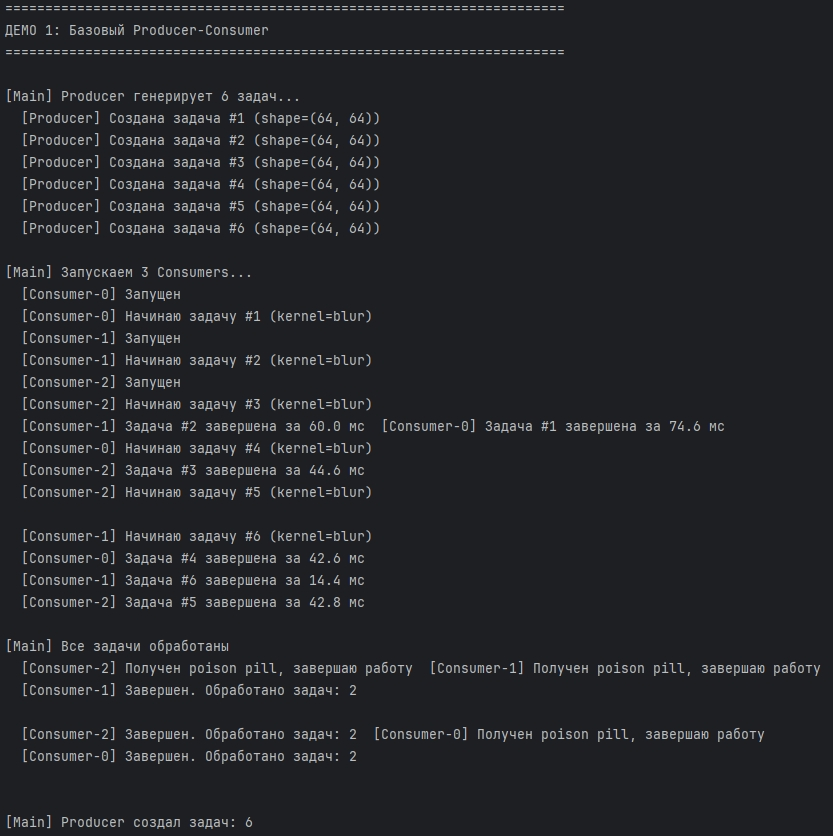 ======================================================================
ДЕМО 1: Базовый Producer-Consumer
======================================================================
[Main] Producer генерирует 6 задач...
[Producer] Создана задача #1 (shape=(64, 64))
[Producer] Создана задача #2 (shape=(64, 64))
[Producer] Создана задача #3 (shape=(64, 64))
[Producer] Создана задача #4 (shape=(64, 64))
[Producer] Создана задача #5 (shape=(64, 64))
[Producer] Создана задача #6 (shape=(64, 64))
[Main] Запускаем 3 Consumers...
[Consumer-0] Запущен
[Consumer-0] Начинаю задачу #1 (kernel=blur)
[Consumer-1] Запущен
[Consumer-1] Начинаю задачу #2 (kernel=blur)
[Consumer-2] Запущен
[Consumer-2] Начинаю задачу #3 (kernel=blur)
[Consumer-1] Задача #2 завершена за 60.0 мс  [Consumer-0] Задача #1 завершена за 74.6 мс
[Consumer-0] Начинаю задачу #4 (kernel=blur)
[Consumer-2] Задача #3 завершена за 44.6 мс
[Consumer-2] Начинаю задачу #5 (kernel=blur)
[Consumer-1] Начинаю задачу #6 (kernel=blur)
[Consumer-0] Задача #4 завершена за 42.6 мс
[Consumer-1] Задача #6 завершена за 14.4 мс
[Consumer-2] Задача #5 завершена за 42.8 мс
[Main] Все задачи обработаны
[Consumer-2] Получен poison pill, завершаю работу  [Consumer-1] Получен poison pill, завершаю работу
[Consumer-1] Завершен. Обработано задач: 2
[Consumer-2] Завершен. Обработано задач: 2  [Consumer-0] Получен poison pill, завершаю работу
[Consumer-0] Завершен. Обработано задач: 2
[Main] Producer создал задач: 6